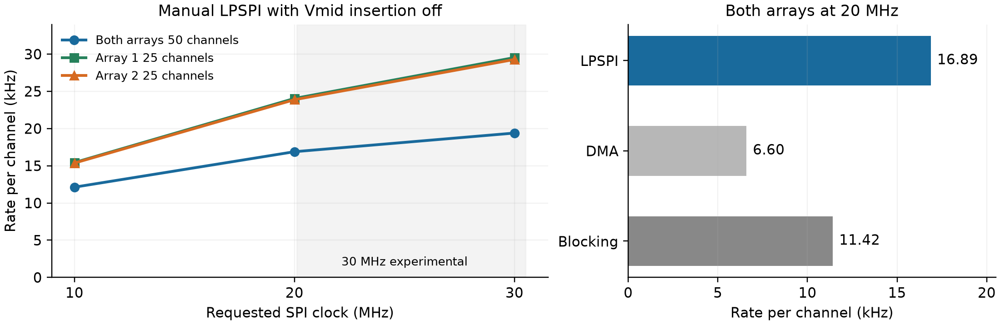 Manual LPSPI with Vmid insertion off
Rate per channel (kHz)
30
25
20
15
10
5
0
Both arrays 50 channels
Array 1 25 channels
Array 2 25 channels
30 MHz experimental
10 20 30
Requested SPI clock (MHz)
Both arrays at 20 MHz
LPSPI 16.89
DMA 6.60
Blocking 11.42
0 5 10 15 20
Rate per channel (kHz)